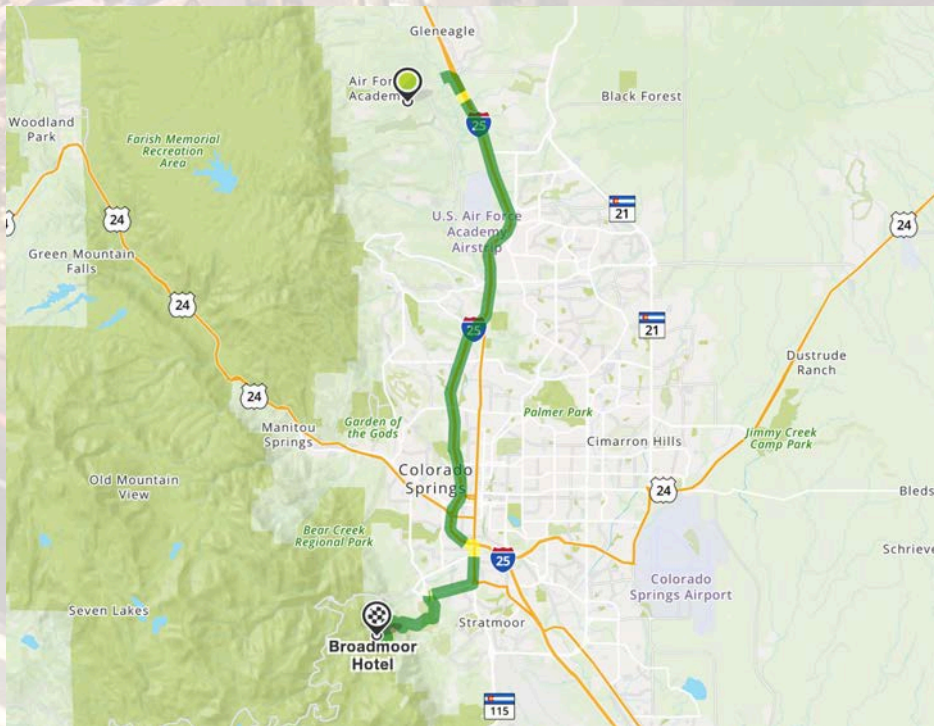 Gleneagle
Air For
Academ
Woodland
Park
Black Forest
25
Farish Memorial
Recreation
Area
24
21
U.S. Air Force
Academy
Airstrip
24
Green Mountain
Falls
24
25
21
Dustrude
Ranch
24
Manitou
Springs
Garden of
the Gods
Palmer Park
Cimarron Hills
Jimmy Creek
Camp Park
Colorado
Springs
Old Mountain
View
24
Bleds
Bear Creek
Regional Park
25
Schrieve
Colorado
Springs Airport
Seven Lakes
Stratmoor
Broadmoor
Hotel
115